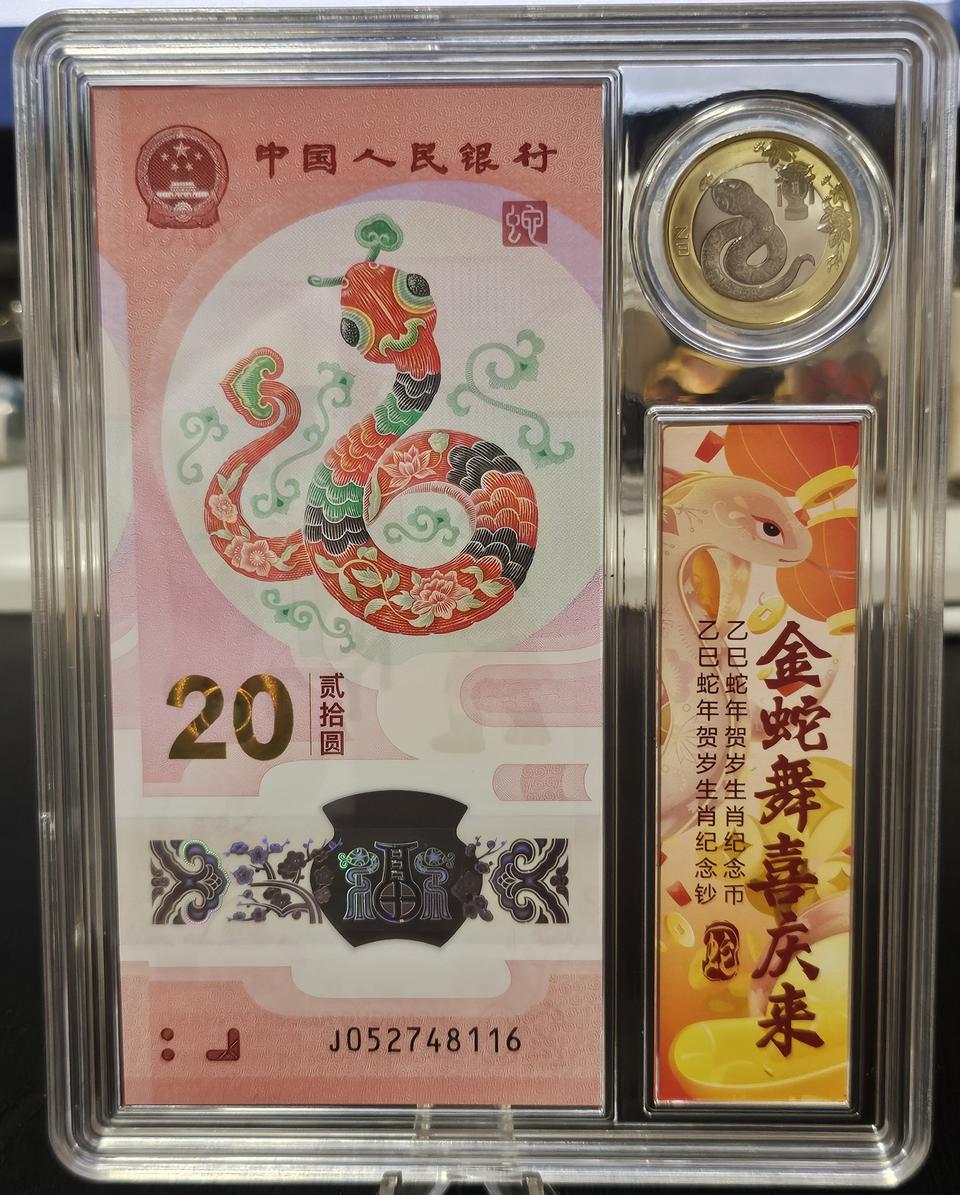 中国人民银行
蛇
20
贰拾圆
福
J052748116
金蛇舞喜庆来
乙巳蛇年贺岁生肖纪念币
乙巳蛇年贺岁生肖纪念钞